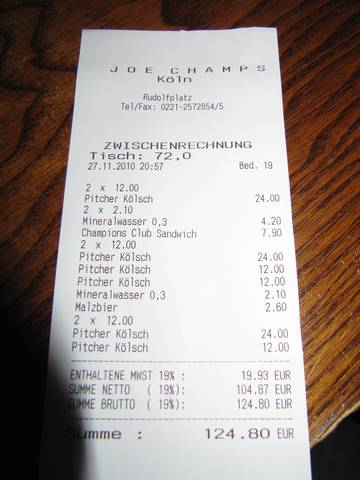 JOE CHAMPS
Köln
Rudolfplatz
Tel/Fax: 0221-2572854/5
ZWISCHENRECHNUNG
Tisch: 72,0
27.11.2010 20:57 Bed. 19
2 x 12.00
Pitcher Kölsch 24.00
2 x 2.10
Mineralwasser 0,3 4.20
Champions Club Sandwich 7.90
2 x 12.00
Pitcher Kölsch 24.00
Pitcher Kölsch 12.00
Pitcher Kölsch 12.00
Mineralwasser 0,3 2.10
Malzbier 2.60
2 x 12.00
Pitcher Kölsch 24.00
Pitcher Kölsch 12.00
ENTHALTENE MWST 19% : 19.93 EUR
SUMME NETTO ( 19%): 104.87 EUR
SUMME BRUTTO ( 19%): 124.80 EUR
Summe : 124.80 EUR